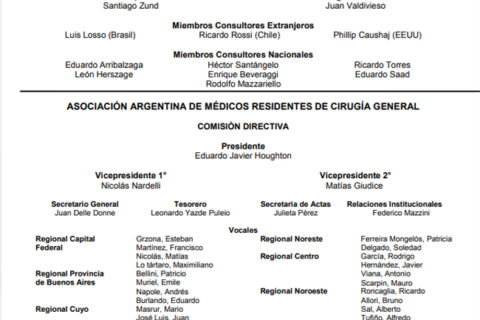 Santiago Zund Juan Valdivieso
Miembros Consultores Extranjeros
Luis Losso (Brasil) Ricardo Rossi (Chile) Phillip Caushaj (EEUU)
Miembros Consultores Nacionales
Eduardo Arribalzaga Héctor Santángelo Ricardo Torres
León Herszage Enrique Beveraggi Eduardo Saad
Rodolfo Mazzariello
ASOCIACIÓN ARGENTINA DE MÉDICOS RESIDENTES DE CIRUGÍA GENERAL
COMISIÓN DIRECTIVA
Presidente
Eduardo Javier Houghton
Vicepresidente 1° Vicepresidente 2°
Nicolás Nardelli Matías Giudice
Secretario General Tesorero Secretaria de Actas Relaciones Institucionales
Juan Delle Donne Leonardo Yazde Puleio Julieta Pérez Federico Mazzini
Vocales
Regional Capital Grzona, Esteban Regional Noreste Ferreira Mongelós, Patricia
Federal Martínez, Francisco Delgado, Soledad
Nicolás, Matías Regional Centro García, Rodrigo
Lo tártaro, Maximiliano Hernández, Javier
Regional Provincia Bellini, Patricio Viana, Antonio
de Buenos Aires Muriel, Emile Scarpin, Mauro
Napole, Andrés Regional Noroeste Roncaglia, Ricardo
Burlando, Eduardo Allori, Bruno
Regional Cuyo Masrur, Mario Sal, Alberto
José Luis, Juan Tufiño, Alfredo